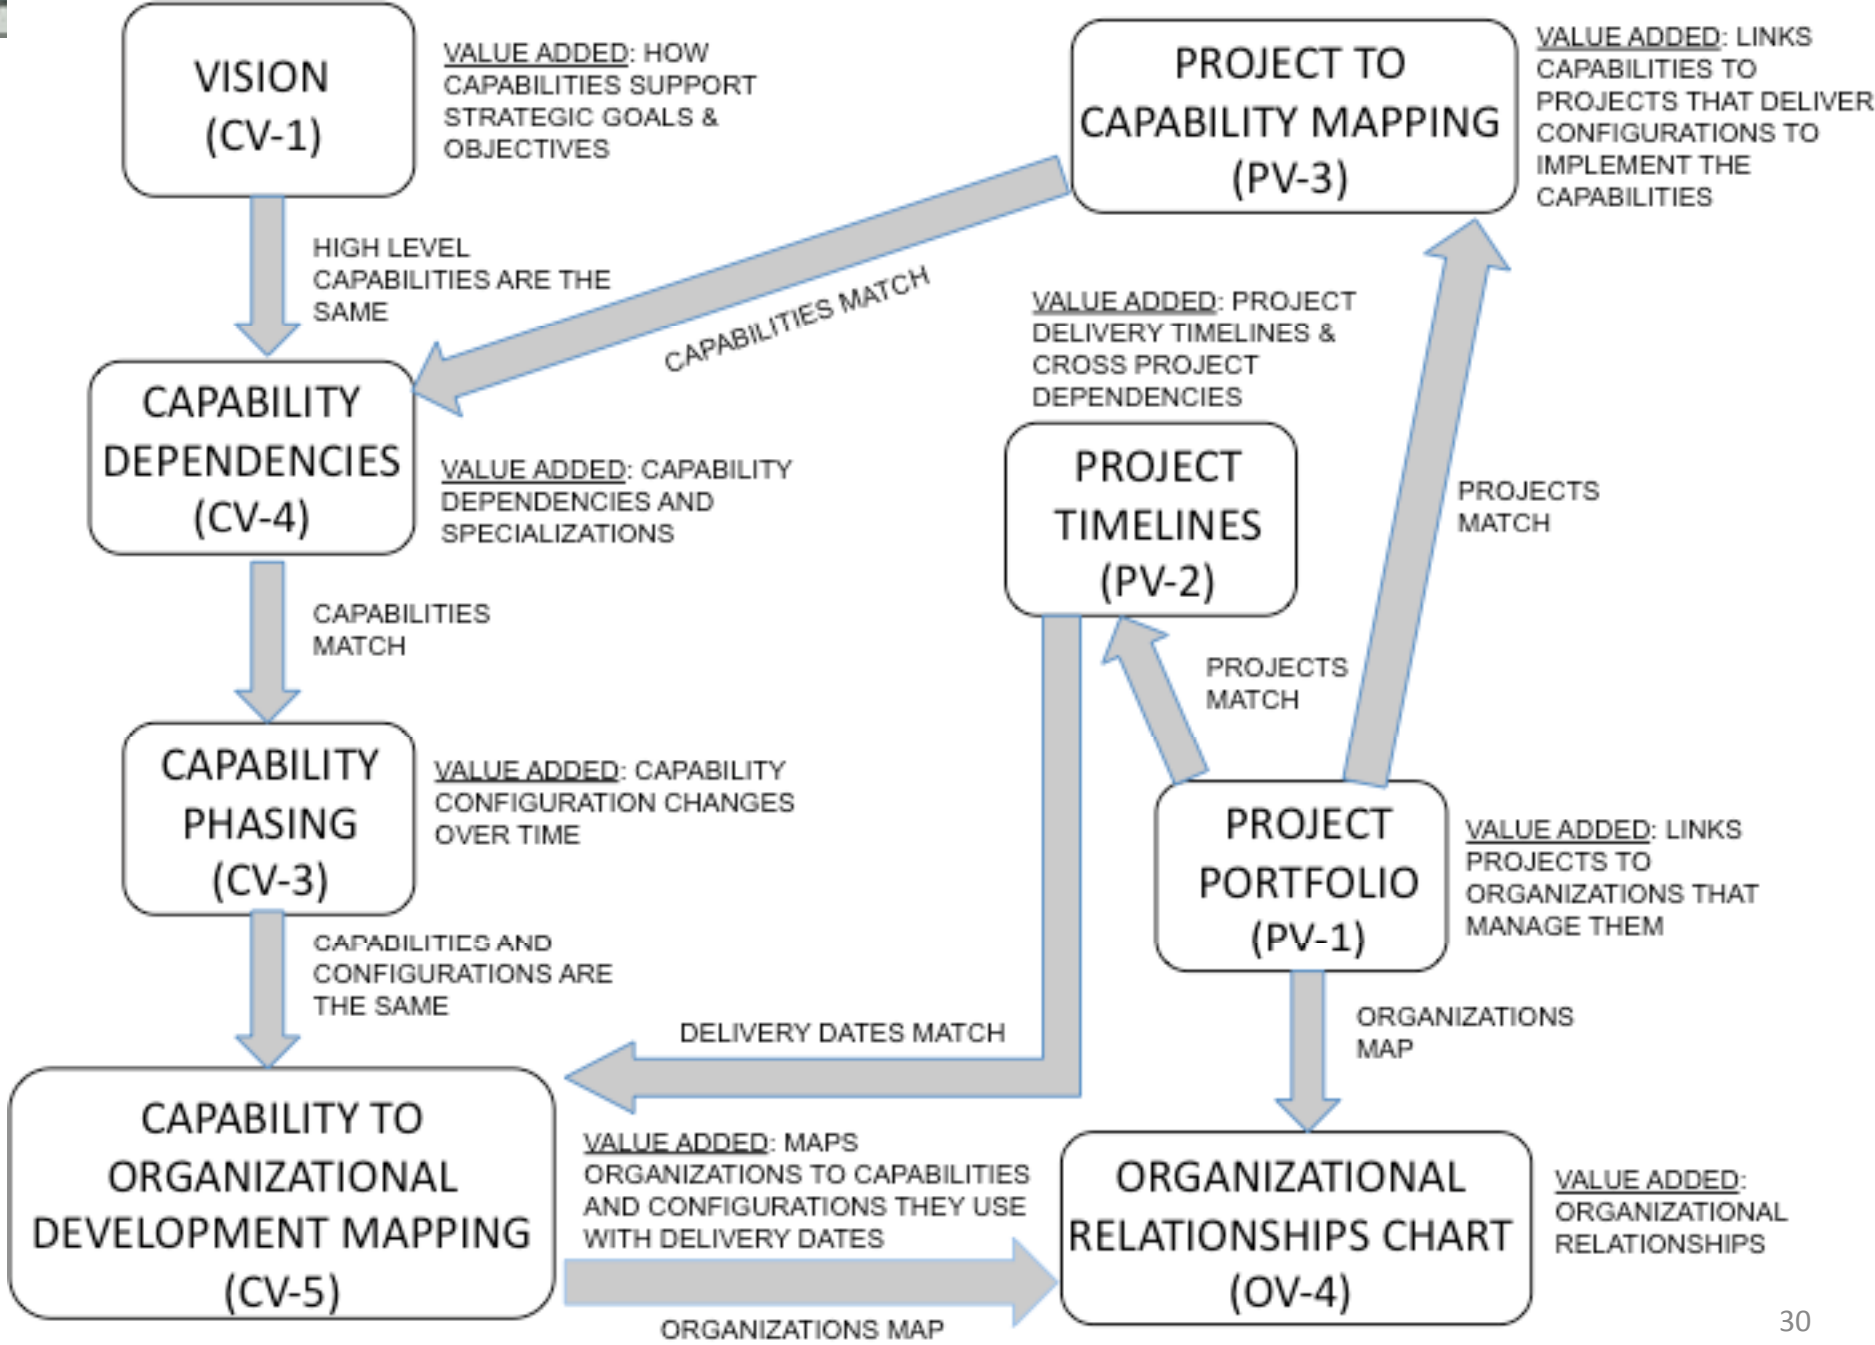 VISION
(CV-1)
VALUE ADDED: HOW
CAPABILITIES SUPPORT
STRATEGIC GOALS &
OBJECTIVES
PROJECT TO
CAPABILITY MAPPING
(PV-3)
VALUE ADDED: LINKS
CAPABILITIES TO
PROJECTS THAT DELIVER
CONFIGURATIONS TO
IMPLEMENT THE
CAPABILITIES
HIGH LEVEL
CAPABILITIES ARE THE
SAME
CAPABILITIES MATCH
VALUE ADDED: PROJECT
DELIVERY TIMELINES &
CROSS PROJECT
DEPENDENCIES
CAPABILITY
DEPENDENCIES
(CV-4)
VALUE ADDED: CAPABILITY
DEPENDENCIES AND
SPECIALIZATIONS
PROJECT
TIMELINES
(PV-2)
PROJECTS
MATCH
CAPABILITIES
MATCH
PROJECTS
MATCH
CAPABILITY
PHASING
(CV-3)
VALUE ADDED: CAPABILITY
CONFIGURATION CHANGES
OVER TIME
PROJECT
PORTFOLIO
(PV-1)
VALUE ADDED: LINKS
PROJECTS TO
ORGANIZATIONS THAT
MANAGE THEM
CAPABILITIES AND
CONFIGURATIONS ARE
THE SAME
DELIVERY DATES MATCH
ORGANIZATIONS
MAP
CAPABILITY TO
ORGANIZATIONAL
DEVELOPMENT MAPPING
(CV-5)
VALUE ADDED: MAPS
ORGANIZATIONS TO CAPABILITIES
AND CONFIGURATIONS THEY USE
WITH DELIVERY DATES
ORGANIZATIONS MAP
ORGANIZATIONAL
RELATIONSHIPS CHART
(OV-4)
VALUE ADDED:
ORGANIZATIONAL
RELATIONSHIPS
30